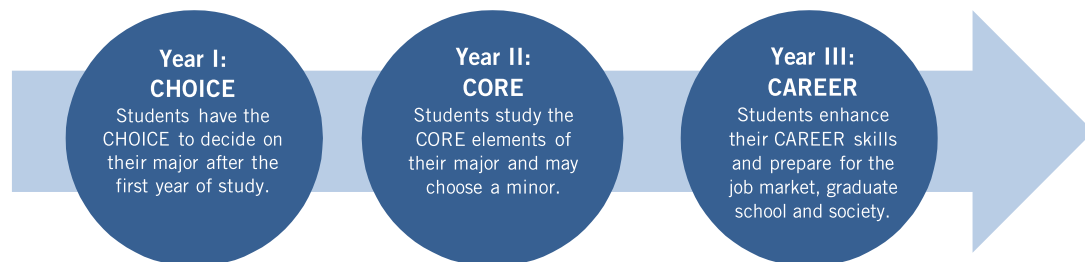 Year I:
CHOICE
Students have the
CHOICE to decide on
their major after the
first year of study.
Year II:
CORE
Students study the
CORE elements of
their major and may
choose a minor.
Year III:
CAREER
Students enhance
their CAREER skills
and prepare for the
job market, graduate
school and society.